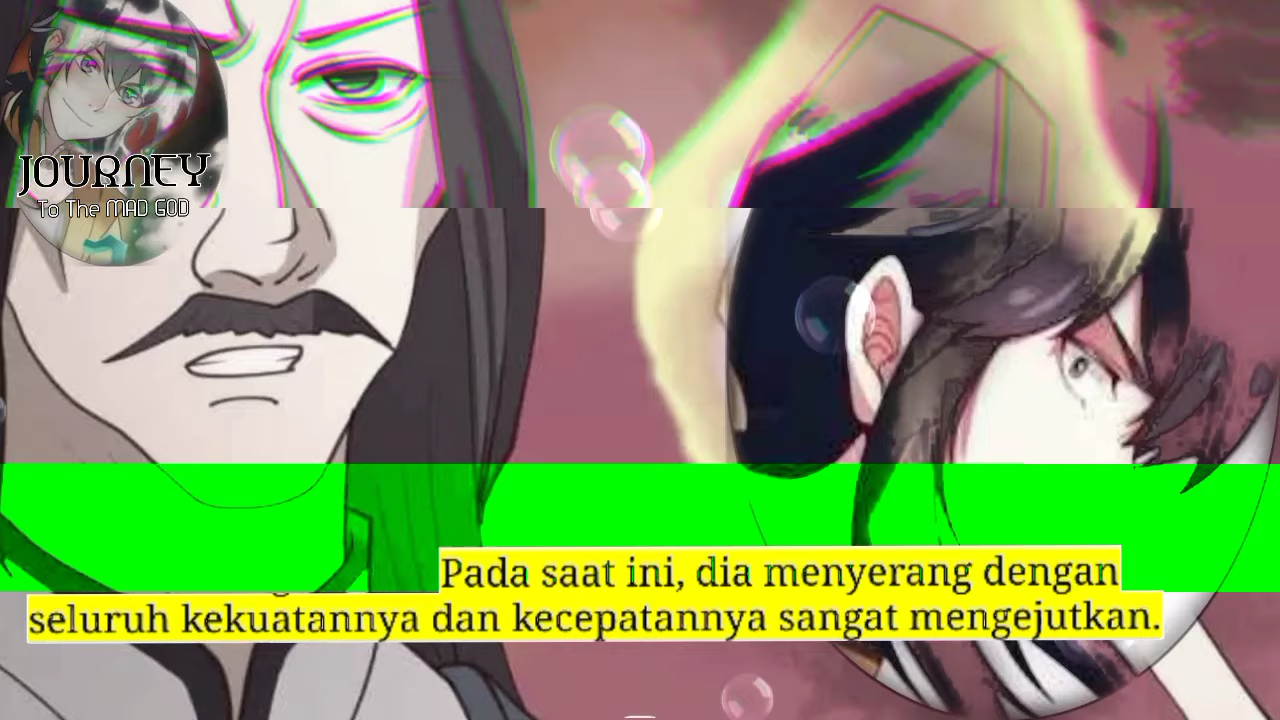 JOURNEY
To The MAD GOD
Pada saat ini, dia menyerang dengan
seluruh kekuatannya dan kecepatannya sangat mengejutkan.